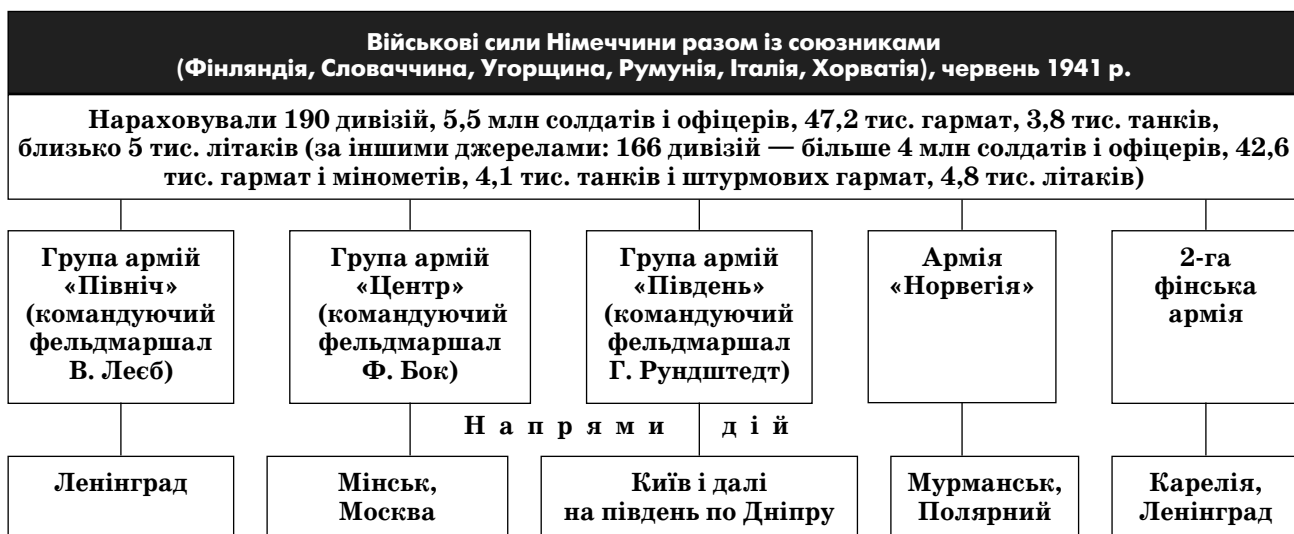 Військові сили Німеччини разом із союзниками
(Фінляндія, Словаччина, Угорщина, Румунія, Італія, Хорватія), червень 1941 р.
Нараховували 190 дивізій, 5,5 млн солдатів і офіцерів, 47,2 тис. гармат, 3,8 тис. танків,
близько 5 тис. літаків (за іншими джерелами: 166 дивізій — більше 4 млн солдатів і офіцерів, 42,6
тис. гармат і мінометів, 4,1 тис. танків і штурмових гармат, 4,8 тис. літаків)
Група армій
«Північ»
(командуючий
фельдмаршал
В. Леєб)
Група армій
«Центр»
(командуючий
фельдмаршал
Ф. Бок)
Група армій
«Південь»
(командуючий
фельдмаршал
Г. Рундштедт)
Армія
«Норвегія»
2-га
фінська
армія
Напрями дій
Ленінград
Мінськ,
Москва
Київ і далі
на південь по Дніпру
Мурманськ,
Полярний
Карелія,
Ленінград